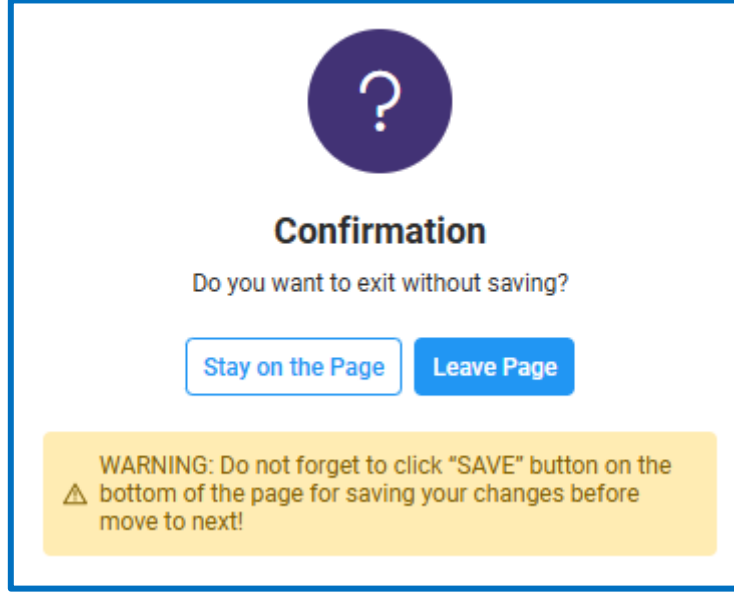 ?
Confirmation
Do you want to exit without saving?
Stay on the Page
Leave Page
WARNING: Do not forget to click “SAVE” button on the
bottom of the page for saving your changes before
move to next!